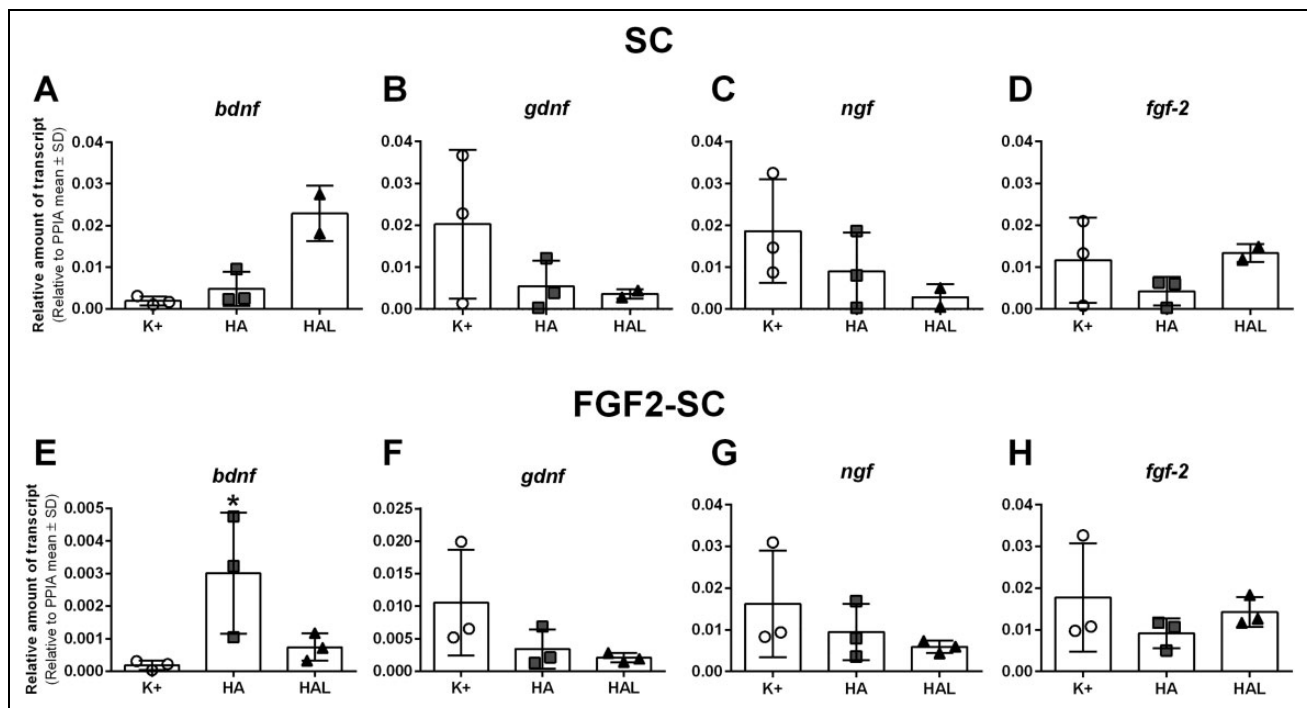 SC
A
bdnf
B
gdnf
C
ngf
D
fgf-2
Relative amount of transcript
(Relative to PPIA mean ± SD)
0.04
0.03
0.02
0.01
0.00
K+ HA HAL
0.04
0.03
0.02
0.01
0.00
K+ HA HAL
0.04
0.03
0.02
0.01
0.00
K+ HA HAL
0.04
0.03
0.02
0.01
0.00
K+ HA HAL
FGF2-SC
E
bdnf
F
gdnf
G
ngf
H
fgf-2
Relative amount of transcript
(Relative to PPIA mean ± SD)
0.005
0.004
0.003
0.002
0.001
0.000
*
K+ HA HAL
0.025
0.020
0.015
0.010
0.005
0.000
K+ HA HAL
0.04
0.03
0.02
0.01
0.00
K+ HA HAL
0.04
0.03
0.02
0.01
0.00
K+ HA HAL